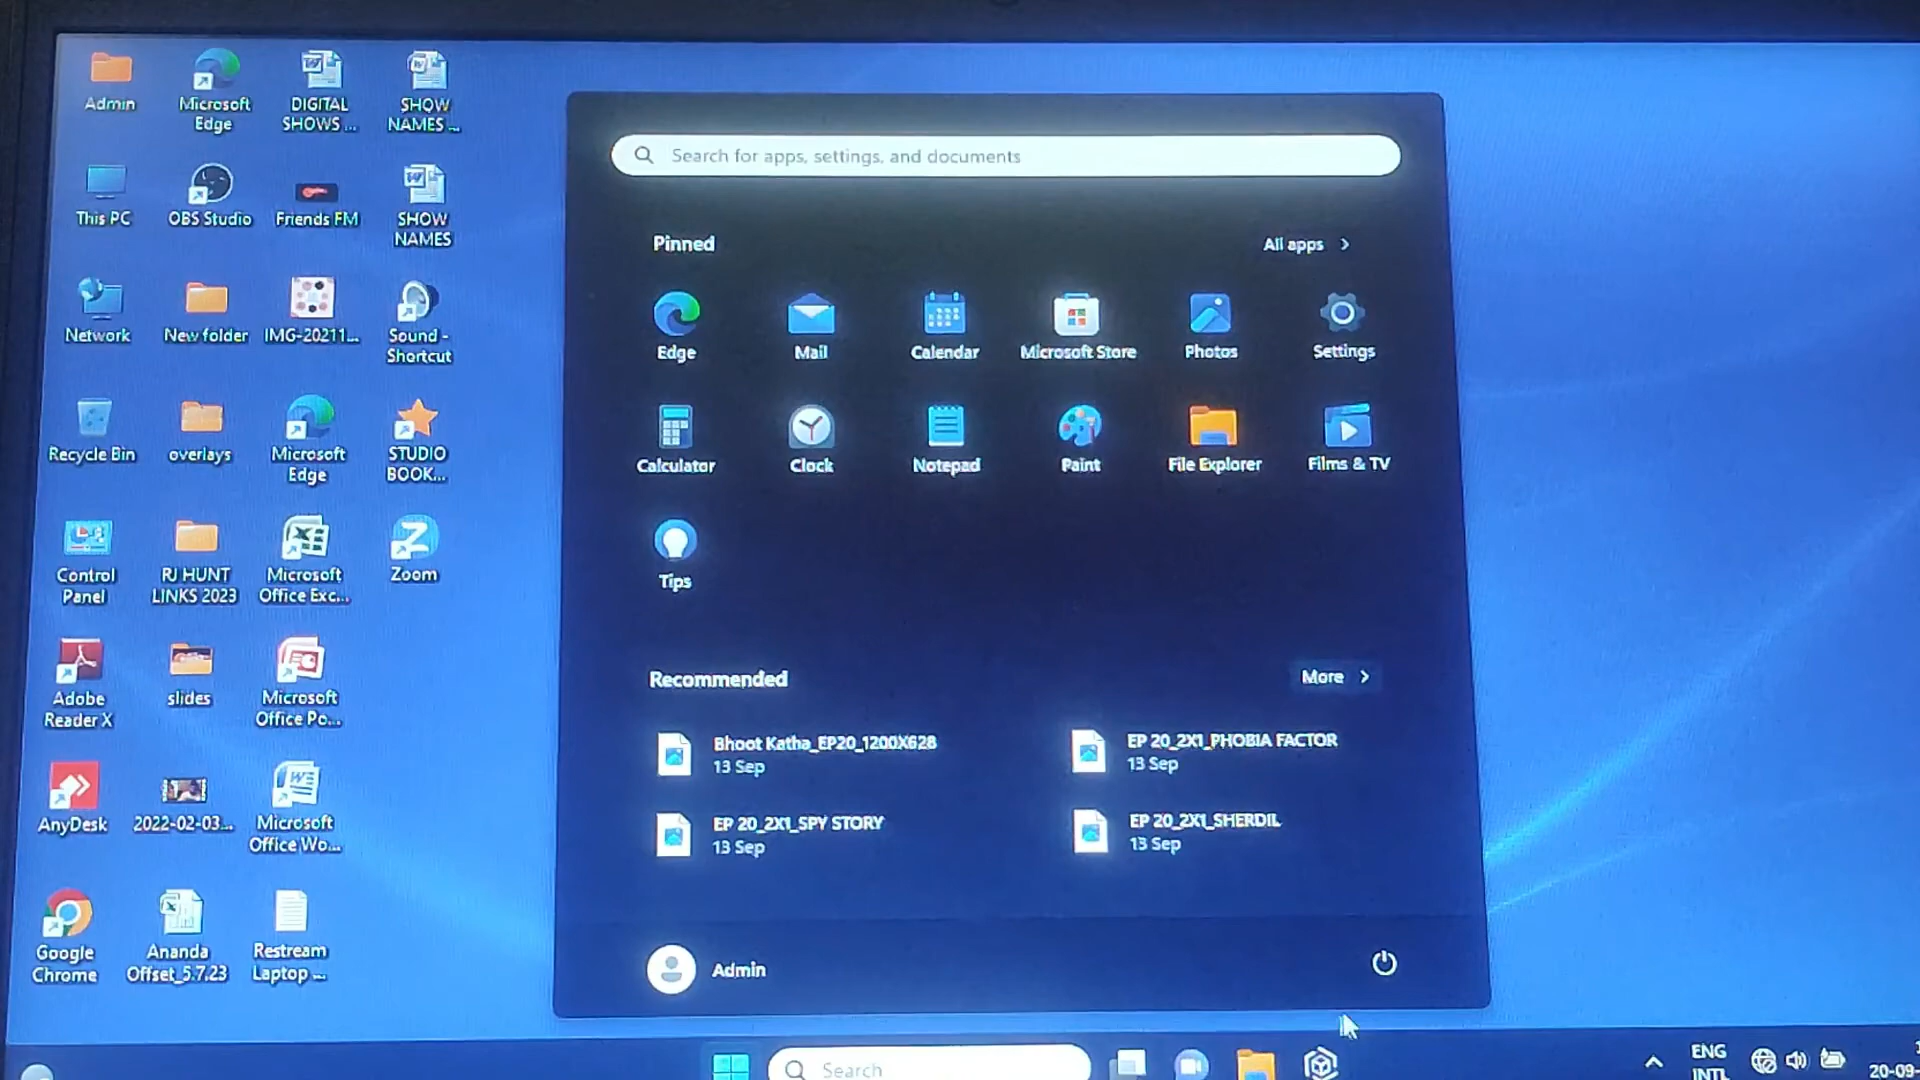 Admin
Microsoft
Edge
DIGITAL
SHOWS ...
SHOW
NAMES ...
This PC
OBS Studio
Friends FM
SHOW
NAMES
Network
New folder
IMG-20211...
Sound -
Shortcut
Recycle Bin
overlays
Microsoft
Edge
STUDIO
BOOK...
Control
Panel
RJ HUNT
LINKS 2023
Microsoft
Office Exc...
Zoom
Adobe
Reader X
slides
Microsoft
Office Po...
AnyDesk
2022-02-03...
Microsoft
Office Wo...
Google
Chrome
Ananda
Offset_5.7.23
Restream
Laptop ...
Search for apps, settings, and documents
Pinned
All apps >
Edge
Mail
Calendar
Microsoft Store
Photos
Settings
Calculator
Clock
Notepad
Paint
File Explorer
Films & TV
Tips
Recommended
More >
Bhoot Katha_EP20_1200X628
13 Sep
EP 20_2X1_PHOBIA FACTOR
13 Sep
EP 20_2X1_SPY STORY
13 Sep
EP 20_2X1_SHERDIL
13 Sep
Admin
Search
ENG
INTL
20-09-